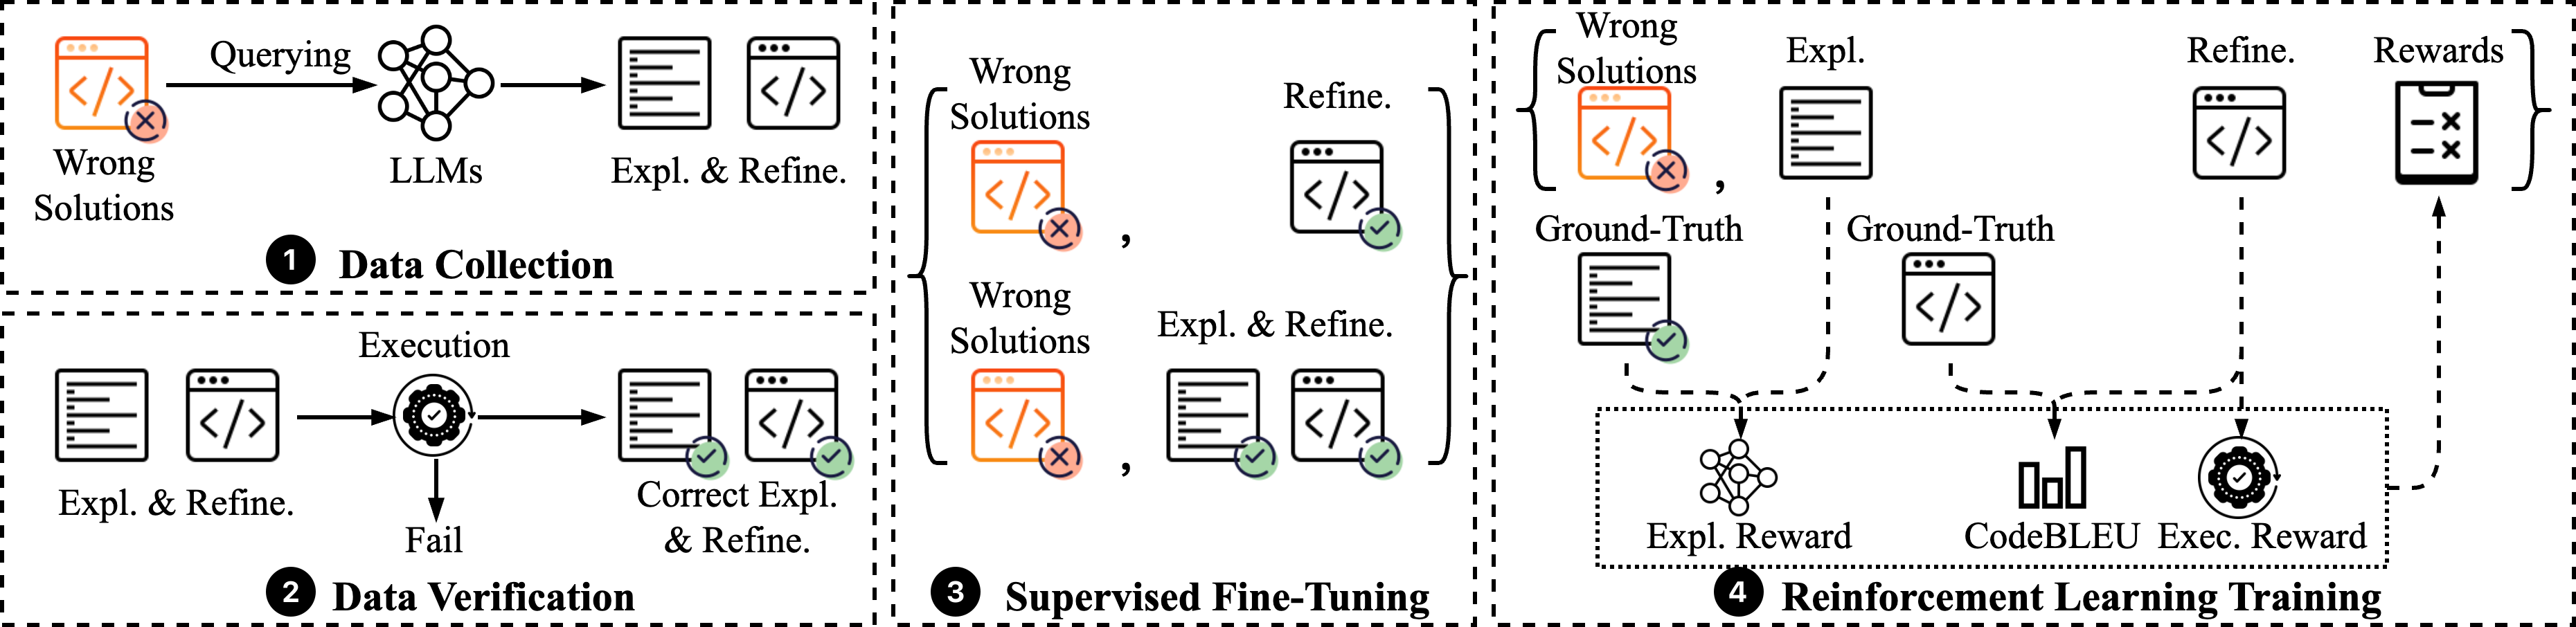 Querying
Wrong
Solutions
LLMs
Expl. & Refine.
1 Data Collection
Execution
Expl. & Refine.
Fail
Correct Expl.
& Refine.
2 Data Verification
Wrong
Solutions
,
Refine.
Wrong
Solutions
,
Expl. & Refine.
3 Supervised Fine-Tuning
Wrong
Solutions
,
Expl.
Refine.
Rewards
Ground-Truth
Ground-Truth
Expl. Reward
CodeBLEU
Exec. Reward
4 Reinforcement Learning Training